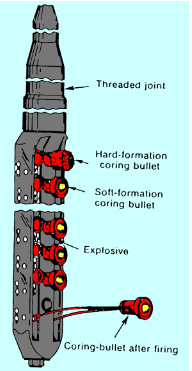 Threaded joint
Hard-formation
coring bullet
Soft-formation
coring bullet
Explosive
Coring-bullet after firing